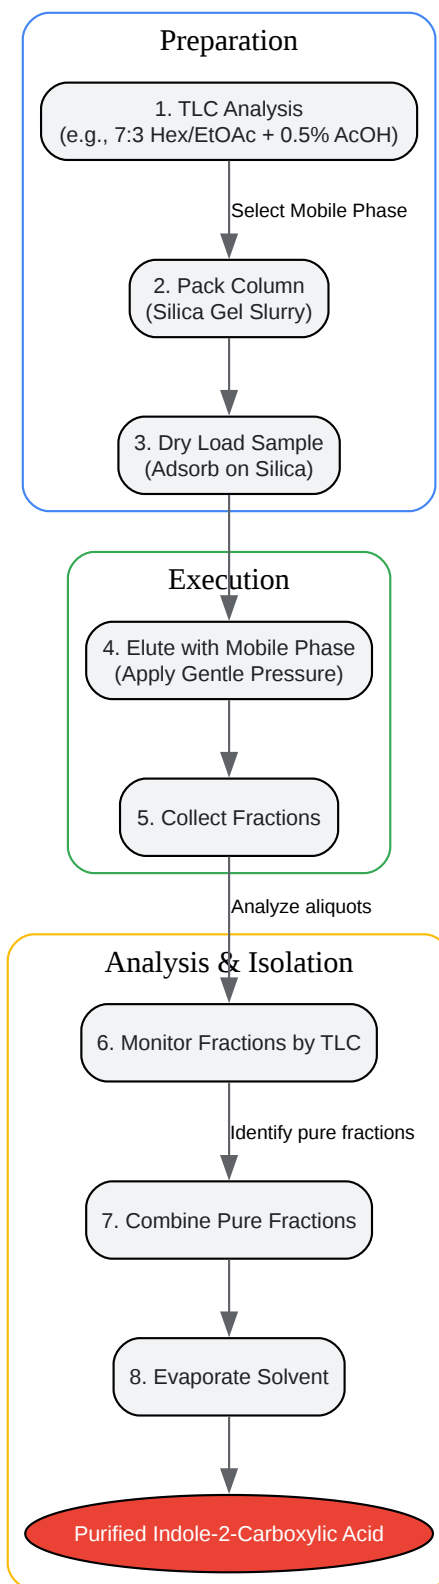 Preparation
1. TLC Analysis
(e.g., 7:3 Hex/EtOAc + 0.5% AcOH)
Select Mobile Phase
2. Pack Column
(Silica Gel Slurry)
3. Dry Load Sample
(Adsorb on Silica)
Execution
4. Elute with Mobile Phase
(Apply Gentle Pressure)
5. Collect Fractions
Analyze aliquots
Analysis & Isolation
6. Monitor Fractions by TLC
Identify pure fractions
7. Combine Pure Fractions
8. Evaporate Solvent
Purified Indole-2-Carboxylic Acid